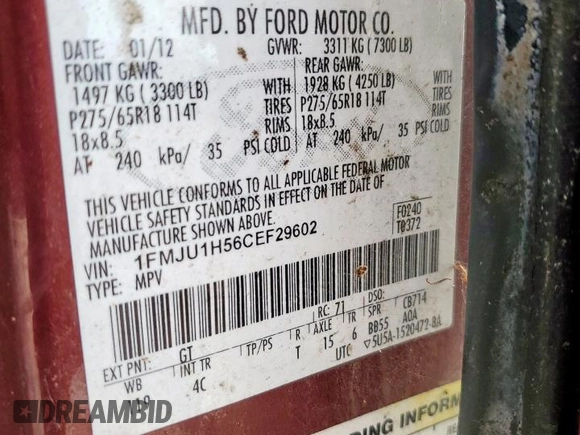 MFD. BY FORD MOTOR CO.
DATE: 01/12 GVWR: 3311 KG ( 7300 LB)
FRONT GAWR: REAR GAWR:
1497 KG ( 3300 LB) WITH 1928 KG ( 4250 LB) WITH
P275/65R18 114T TIRES P275/65R18 114T TIRES
18x8.5 RIMS 18x8.5 RIMS
AT 240 kPa/ 35 PSI COLD AT 240 kPa/ 35 PSI COLD
THIS VEHICLE CONFORMS TO ALL APPLICABLE FEDERAL MOTOR
VEHICLE SAFETY STANDARDS IN EFFECT ON THE DATE OF
MANUFACTURE SHOWN ABOVE.
F0240
T0372
VIN: 1FMJU1H56CEF29602
TYPE: MPV
RC: 71 DSO:
EXT PNT: GT TP/PS R AXLE TR SP CB714
WB INT TR T 15 6 BB55 A0A
119 4C UTC ▽5U5A-1520472-BA
DING INFORM
DREAMBID